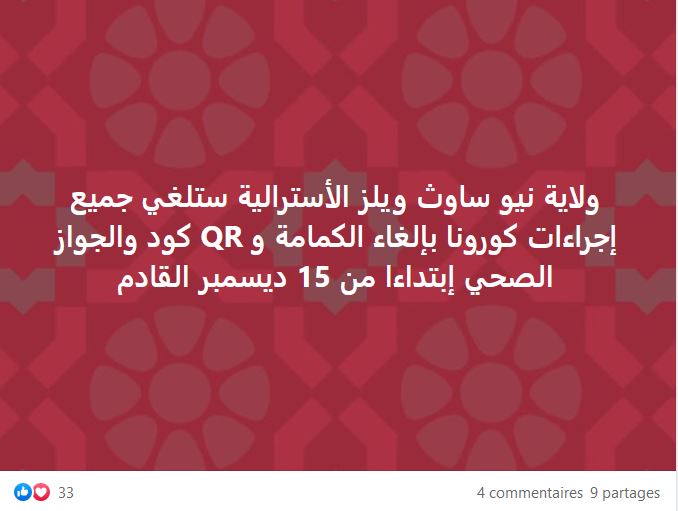 ولاية نيو ساوث ويلز الأسترالية ستلغي جميع
إجراءات كورونا بإلغاء الكمامة و QR كود والجواز
الصحي إبتداءا من 15 ديسمبر القادم
33
4 commentaires 9 partages